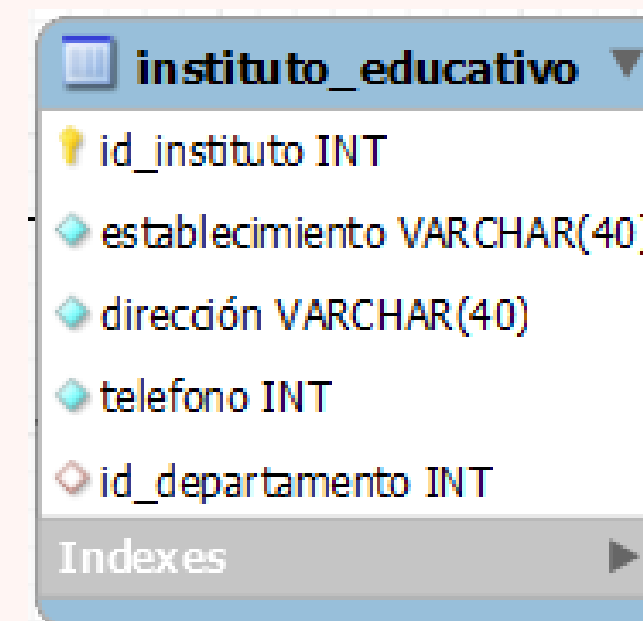 instituto_educativo
id_instituto INT
establecimiento VARCHAR(40)
dirección VARCHAR(40)
telefono INT
id_departamento INT
Indexes